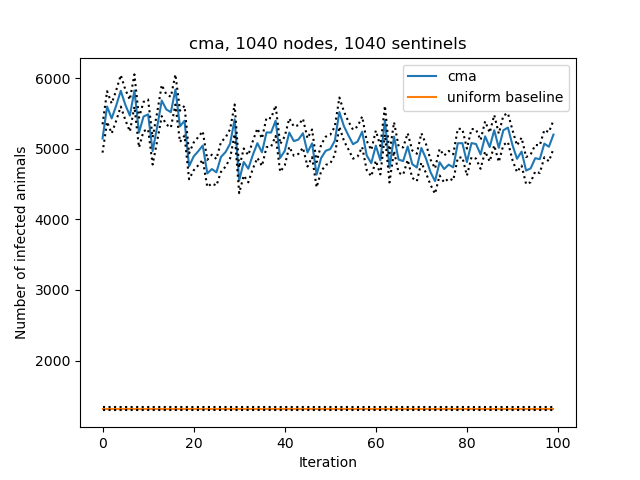 cma, 1040 nodes, 1040 sentinels
cma
uniform baseline
Number of infected animals
6000
5000
4000
3000
2000
0
20
40
60
80
100
Iteration